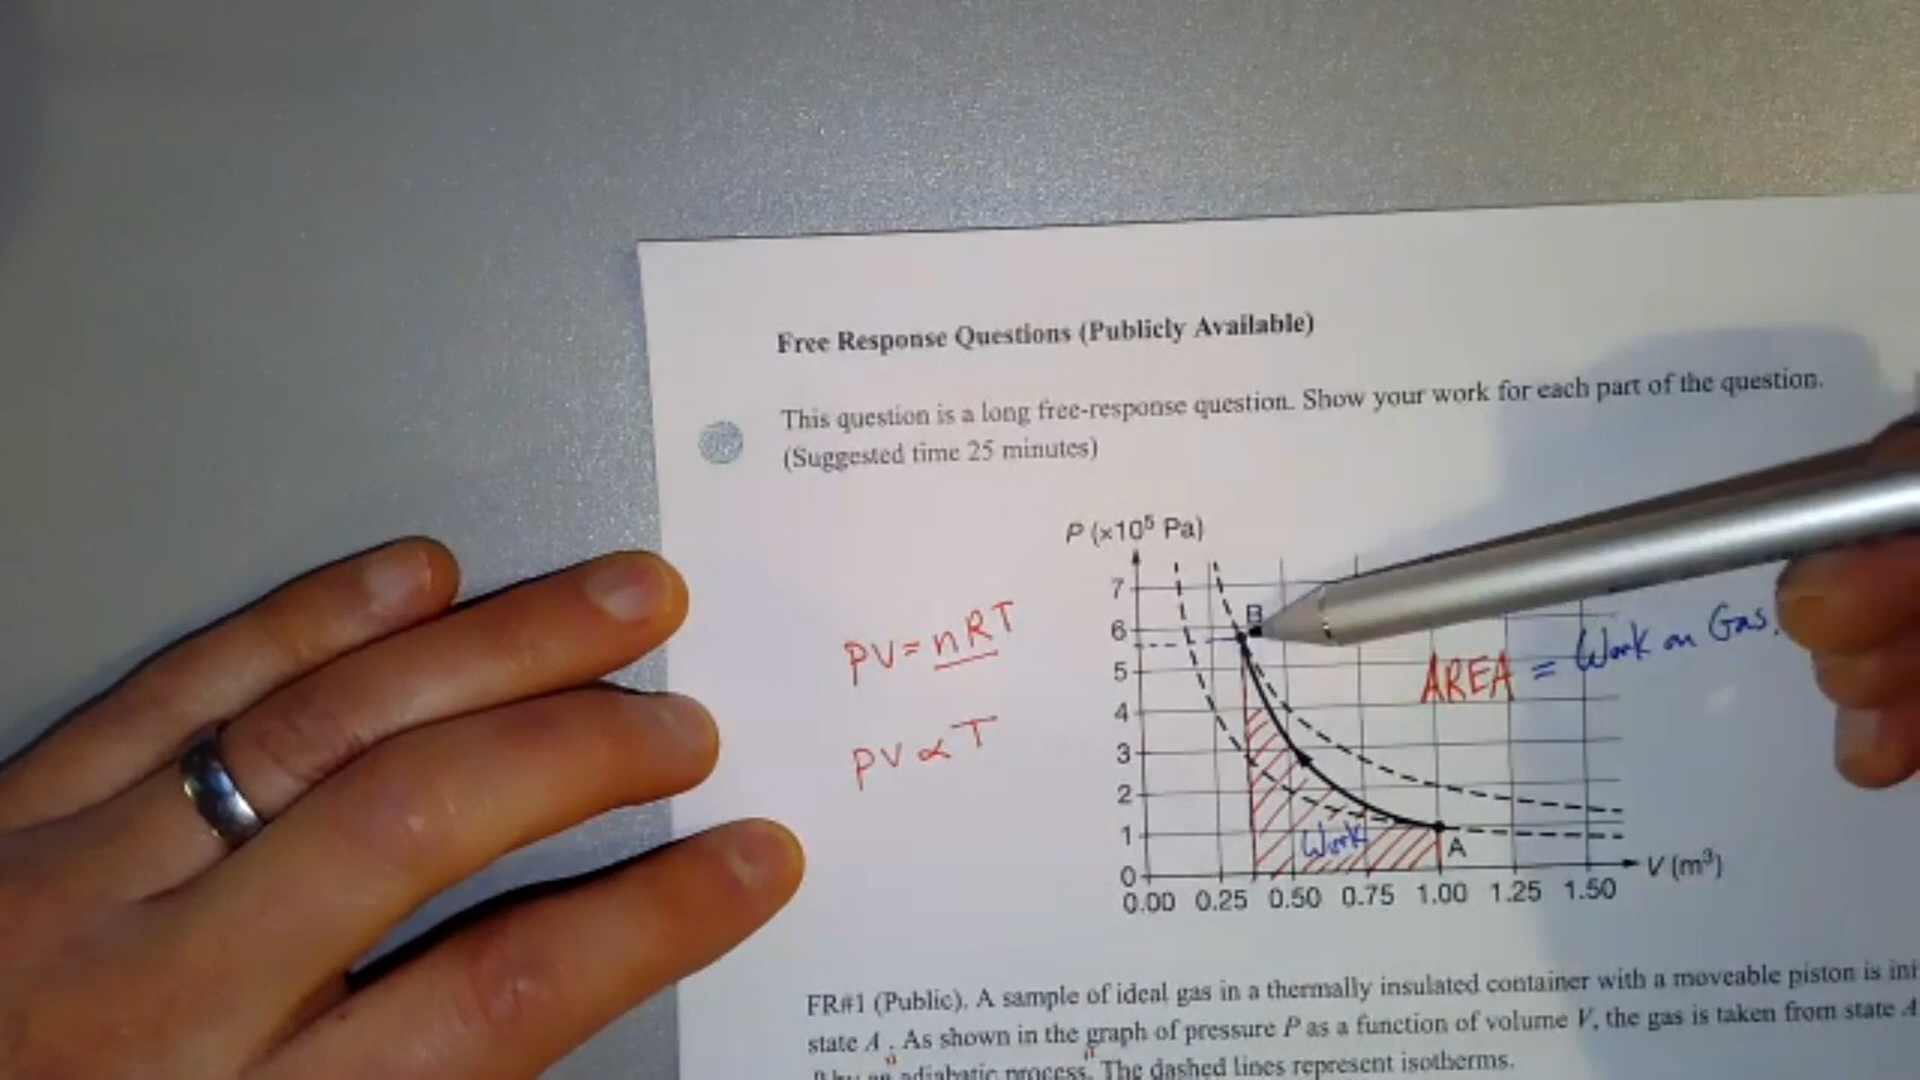 Free Response Questions (Publicly Available)
This question is a long free-response question. Show your work for each part of the question.
(Suggested time 25 minutes)
P (×10⁵ Pa)
7
6
5
4
3
2
1
0
0.00 0.25 0.50 0.75 1.00 1.25 1.50
V (m³)
B
A
PV = nRT
PV ∝ T
AREA = Work on Gas.
Work
FR#1 (Public). A sample of ideal gas in a thermally insulated container with a moveable piston is
state A. As shown in the graph of pressure P as a function of volume V, the gas is taken from state A
by an "adiabatic process." The dashed lines represent isotherms.